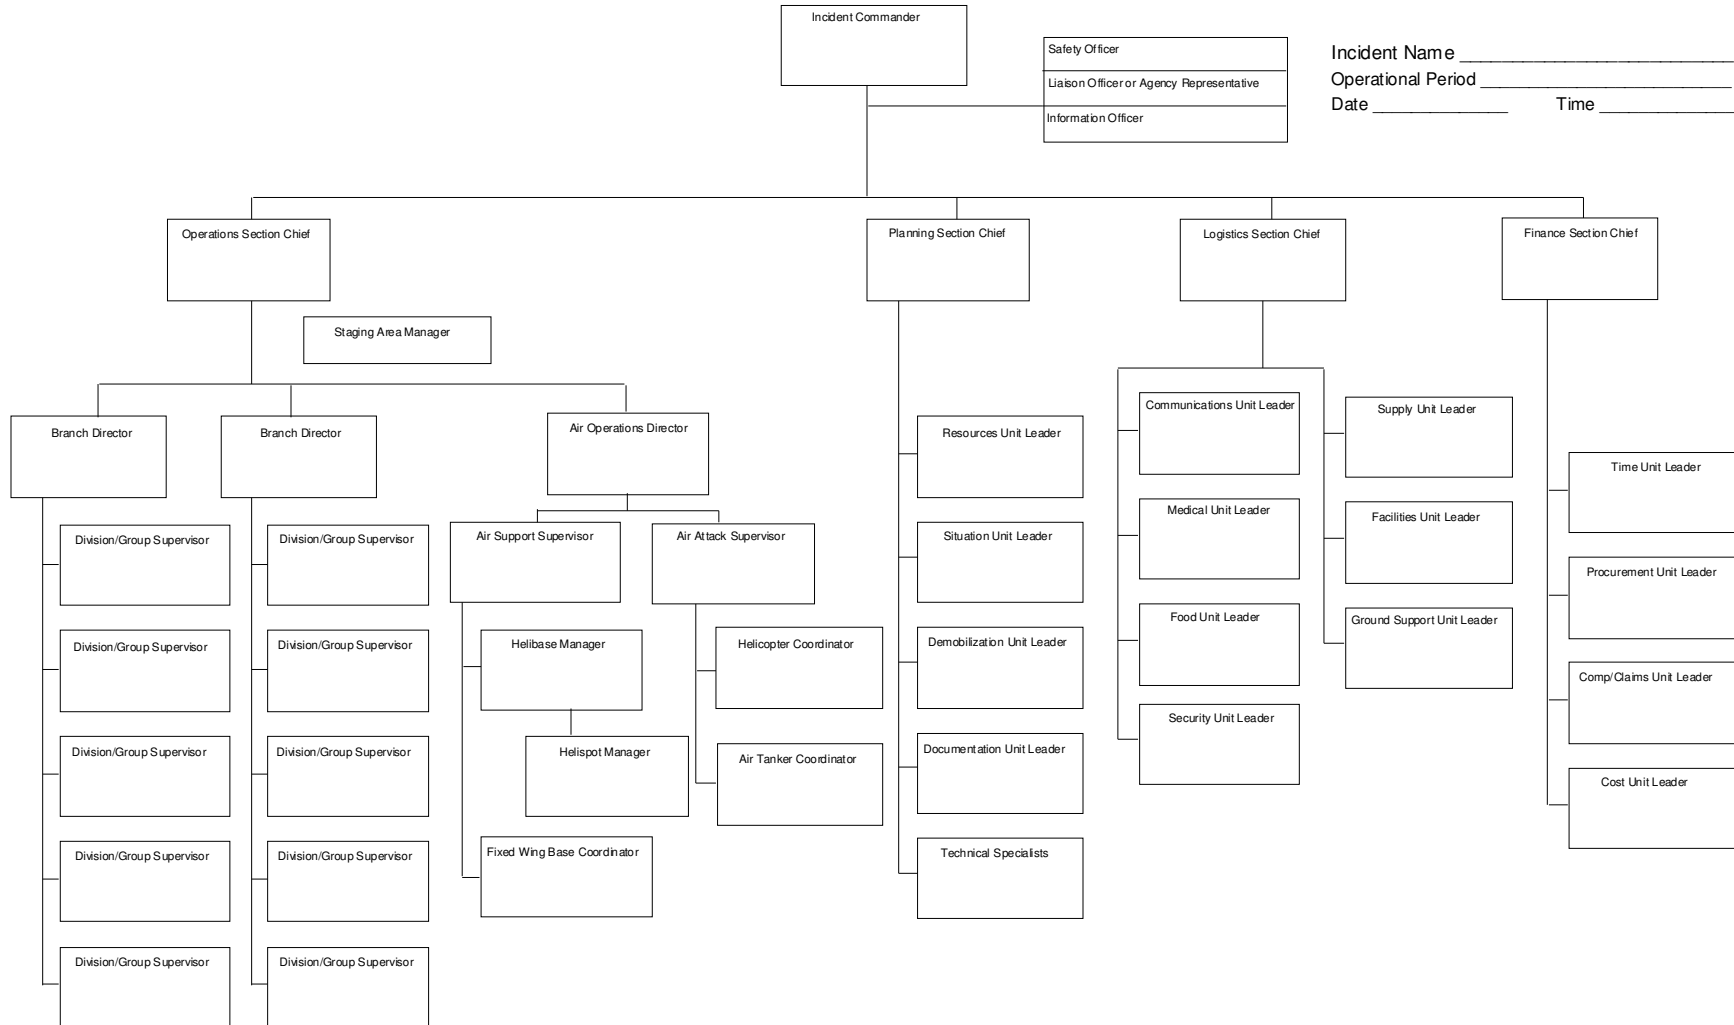 Incident Commander
Safety Officer
Liaison Officer or Agency Representative
Information Officer
Incident Name ___________________________
Operational Period ___________________________
Date ______________ Time ______________
Operations Section Chief
Planning Section Chief
Logistics Section Chief
Finance Section Chief
Staging Area Manager
Branch Director
Branch Director
Air Operations Director
Division/Group Supervisor
Division/Group Supervisor
Division/Group Supervisor
Division/Group Supervisor
Division/Group Supervisor
Division/Group Supervisor
Division/Group Supervisor
Division/Group Supervisor
Division/Group Supervisor
Division/Group Supervisor
Air Support Supervisor
Air Attack Supervisor
Helibase Manager
Helispot Manager
Fixed Wing Base Coordinator
Helicopter Coordinator
Air Tanker Coordinator
Resources Unit Leader
Situation Unit Leader
Demobilization Unit Leader
Documentation Unit Leader
Technical Specialists
Communications Unit Leader
Medical Unit Leader
Food Unit Leader
Security Unit Leader
Supply Unit Leader
Facilities Unit Leader
Ground Support Unit Leader
Time Unit Leader
Procurement Unit Leader
Comp/Claims Unit Leader
Cost Unit Leader